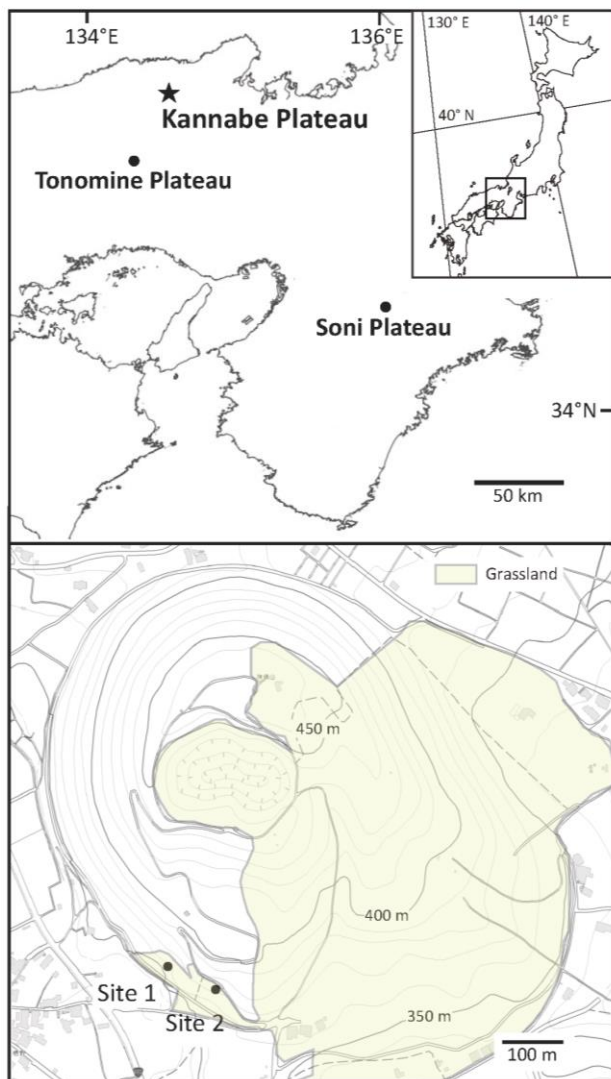 134°E
136°E
130°E
140°E
40° N
Kannabe Plateau
Tonomine Plateau
Soni Plateau
34°N
50 km
Grassland
450 m
400 m
Site 1
Site 2
350 m
100 m